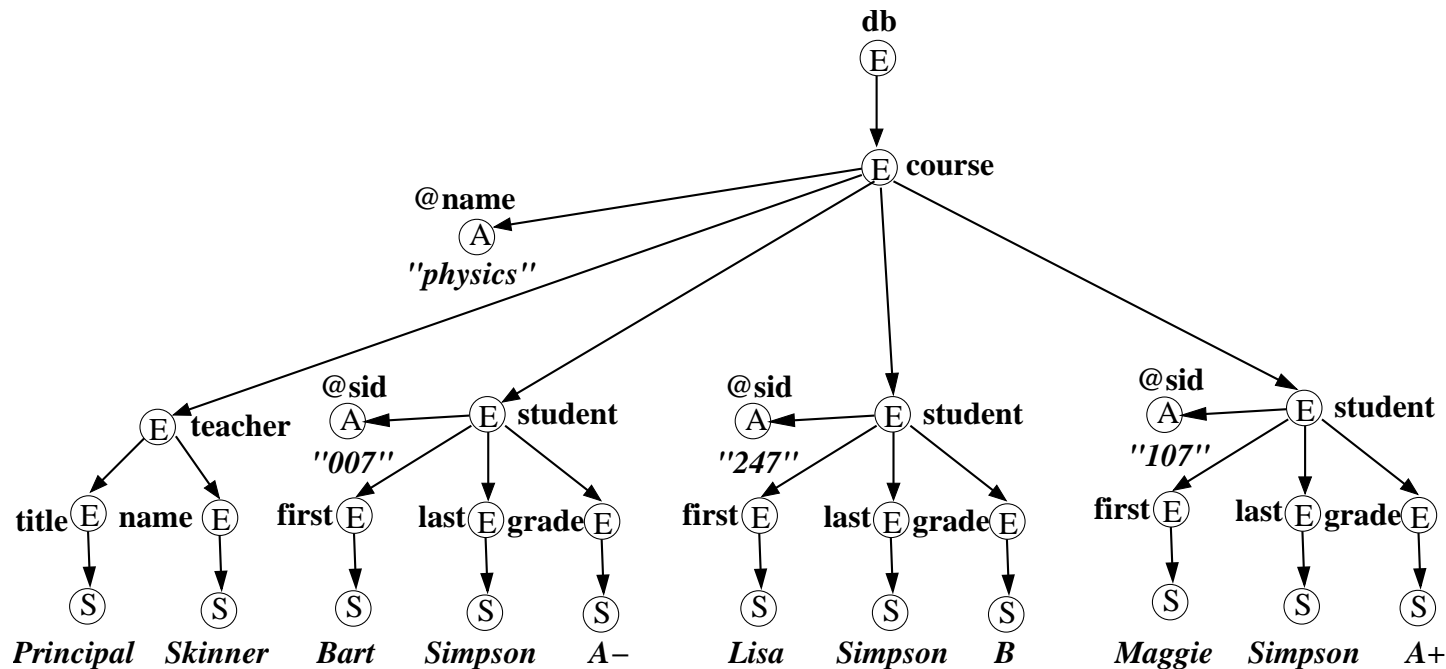 db
E
E course
@name
A
"physics"
@sid @sid @sid
E teacher A E student A E student A E student
"007" "247" "107"
title E name E first E last E grade E first E last E grade E first E last E grade E
S S S S S S S S S S S
Principal Skinner Bart Simpson A− Lisa Simpson B Maggie Simpson A+